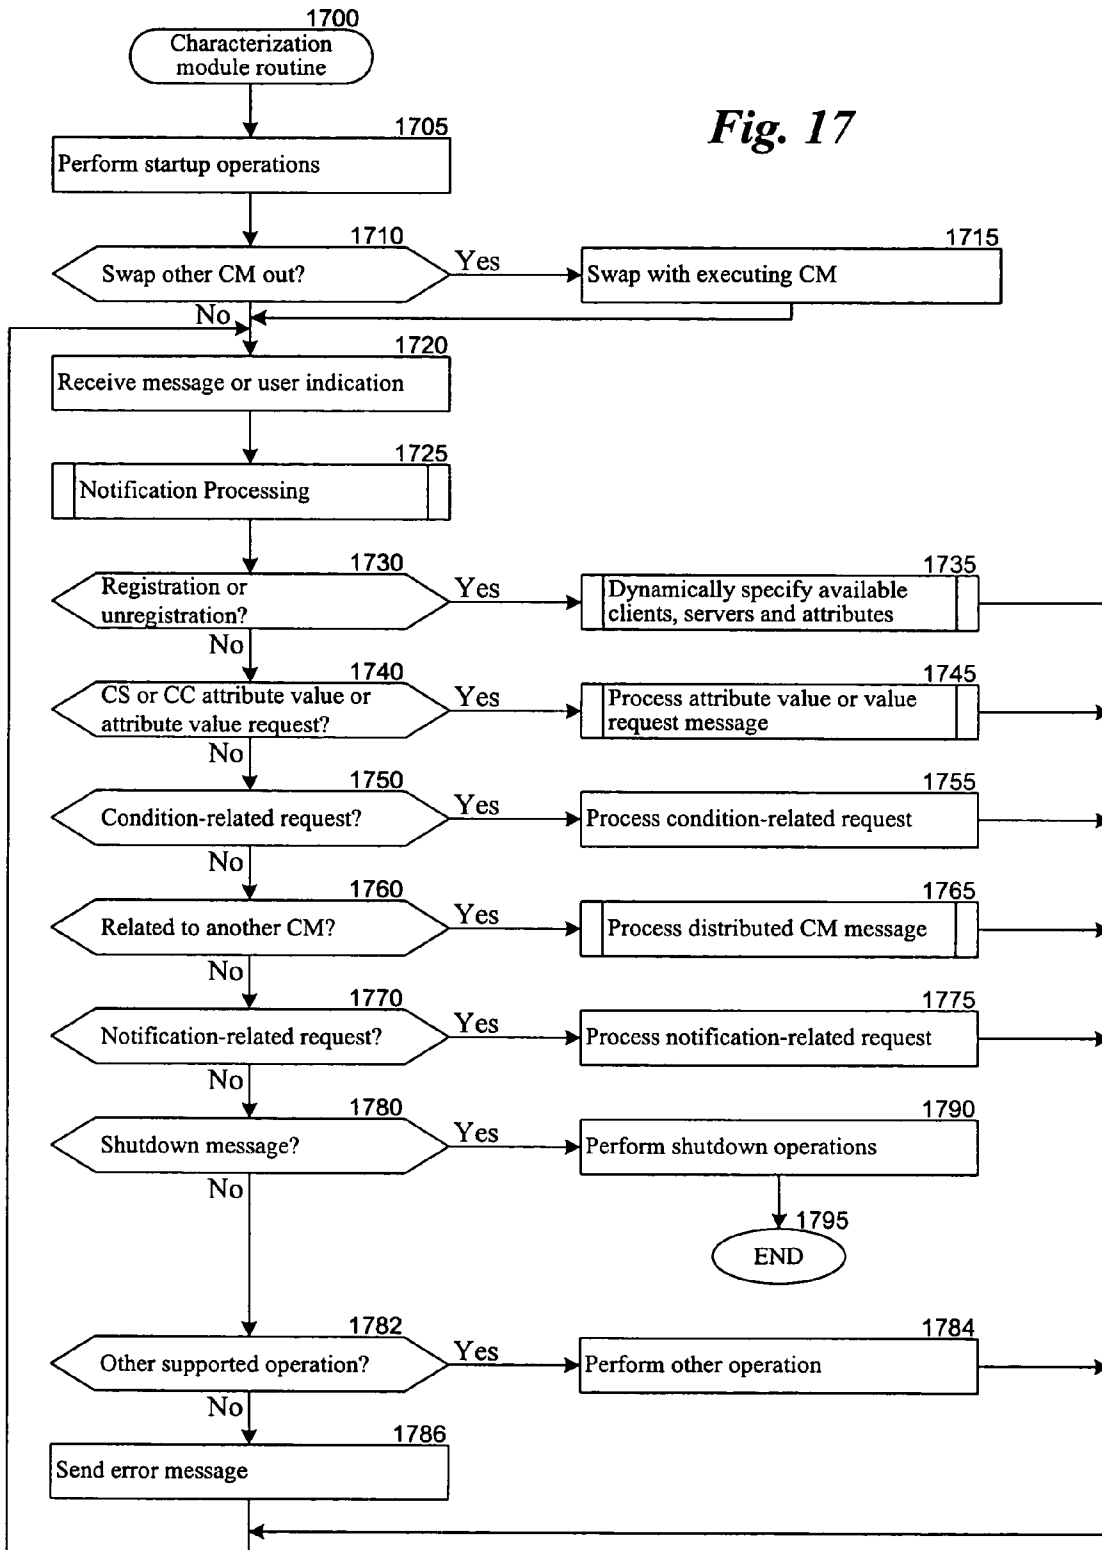 1700
Characterization
module routine
Fig. 17
1705
Perform startup operations
1710
Swap other CM out?
Yes
1715
Swap with executing CM
No
1720
Receive message or user indication
1725
Notification Processing
1730
Registration or
unregistration?
Yes
1735
Dynamically specify available
clients, servers and attributes
No
1740
CS or CC attribute value or
attribute value request?
Yes
1745
Process attribute value or value
request message
No
1750
Condition-related request?
Yes
1755
Process condition-related request
No
1760
Related to another CM?
Yes
1765
Process distributed CM message
No
1770
Notification-related request?
Yes
1775
Process notification-related request
No
1780
Shutdown message?
Yes
1790
Perform shutdown operations
No
1795
END
1782
Other supported operation?
Yes
1784
Perform other operation
No
1786
Send error message